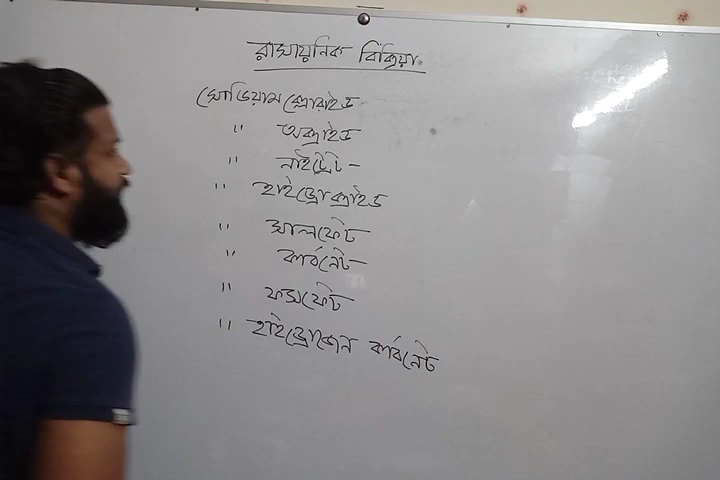 রাসায়নিক বিক্রিয়া
সোডিয়াম ক্লোরাইড
" অক্সাইড
" নাইট্রেট
" হাইড্রোক্সাইড
" সালফেট
" কার্বনেট
" ফসফেট
" হাইড্রোজেন কার্বনেট